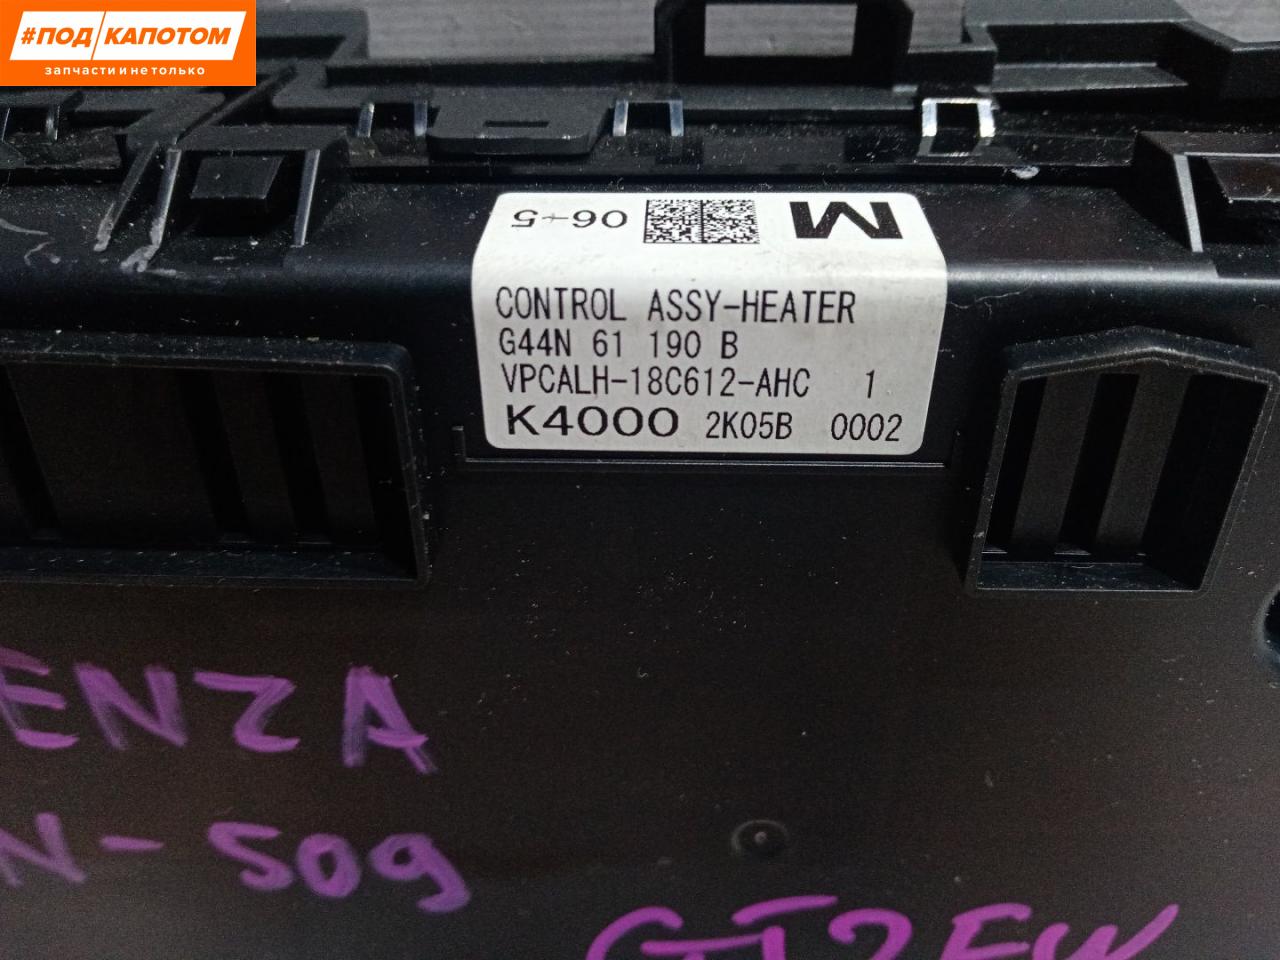 #ПОД/КАПОТОМ
запчасти и не только
06-5
M
CONTROL ASSY-HEATER
G44N 61 190 B
VPCALH-18C612-AHC 1
K4000 2K05B 0002
ENZA
N-509
GJ2FW